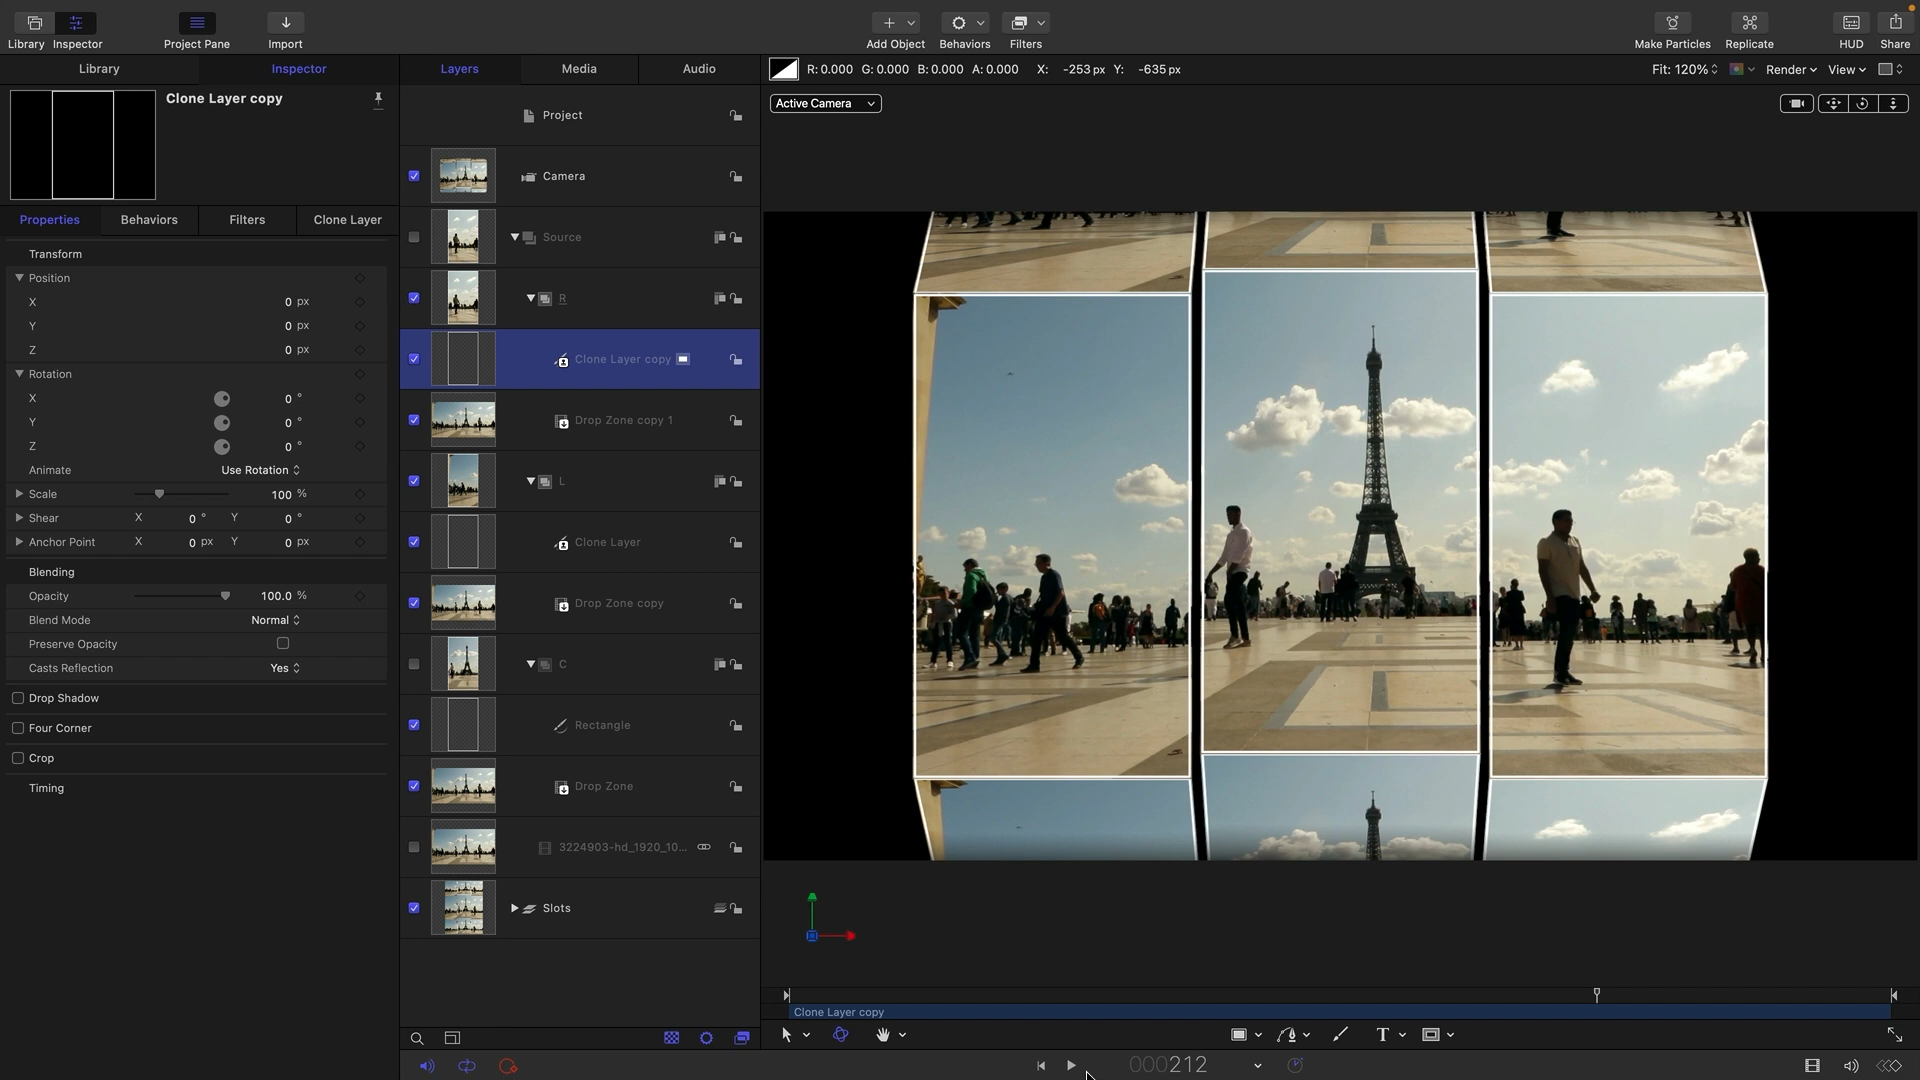 Library
Inspector
Project Pane
Import
Add Object
Behaviors
Filters
Make Particles
Replicate
HUD
Share
Library
Inspector
Layers
Media
Audio
R: 0.000 G: 0.000 B: 0.000 A: 0.000 X: -253 px Y: -635 px
Fit: 120%
Render
View
Clone Layer copy
Active Camera
Project
Camera
Source
R
Clone Layer copy
Drop Zone copy 1
L
Clone Layer
Drop Zone copy
C
Rectangle
Drop Zone
3224903-hd_1920_10...
Slots
Properties
Behaviors
Filters
Clone Layer
Transform
Position
X 0 px
Y 0 px
Z 0 px
Rotation
X 0 °
Y 0 °
Z 0 °
Animate Use Rotation
Scale 100 %
Shear X 0 ° Y 0 °
Anchor Point X 0 px Y 0 px
Blending
Opacity 100.0 %
Blend Mode Normal
Preserve Opacity
Casts Reflection Yes
Drop Shadow
Four Corner
Crop
Timing
Clone Layer copy
T
000212